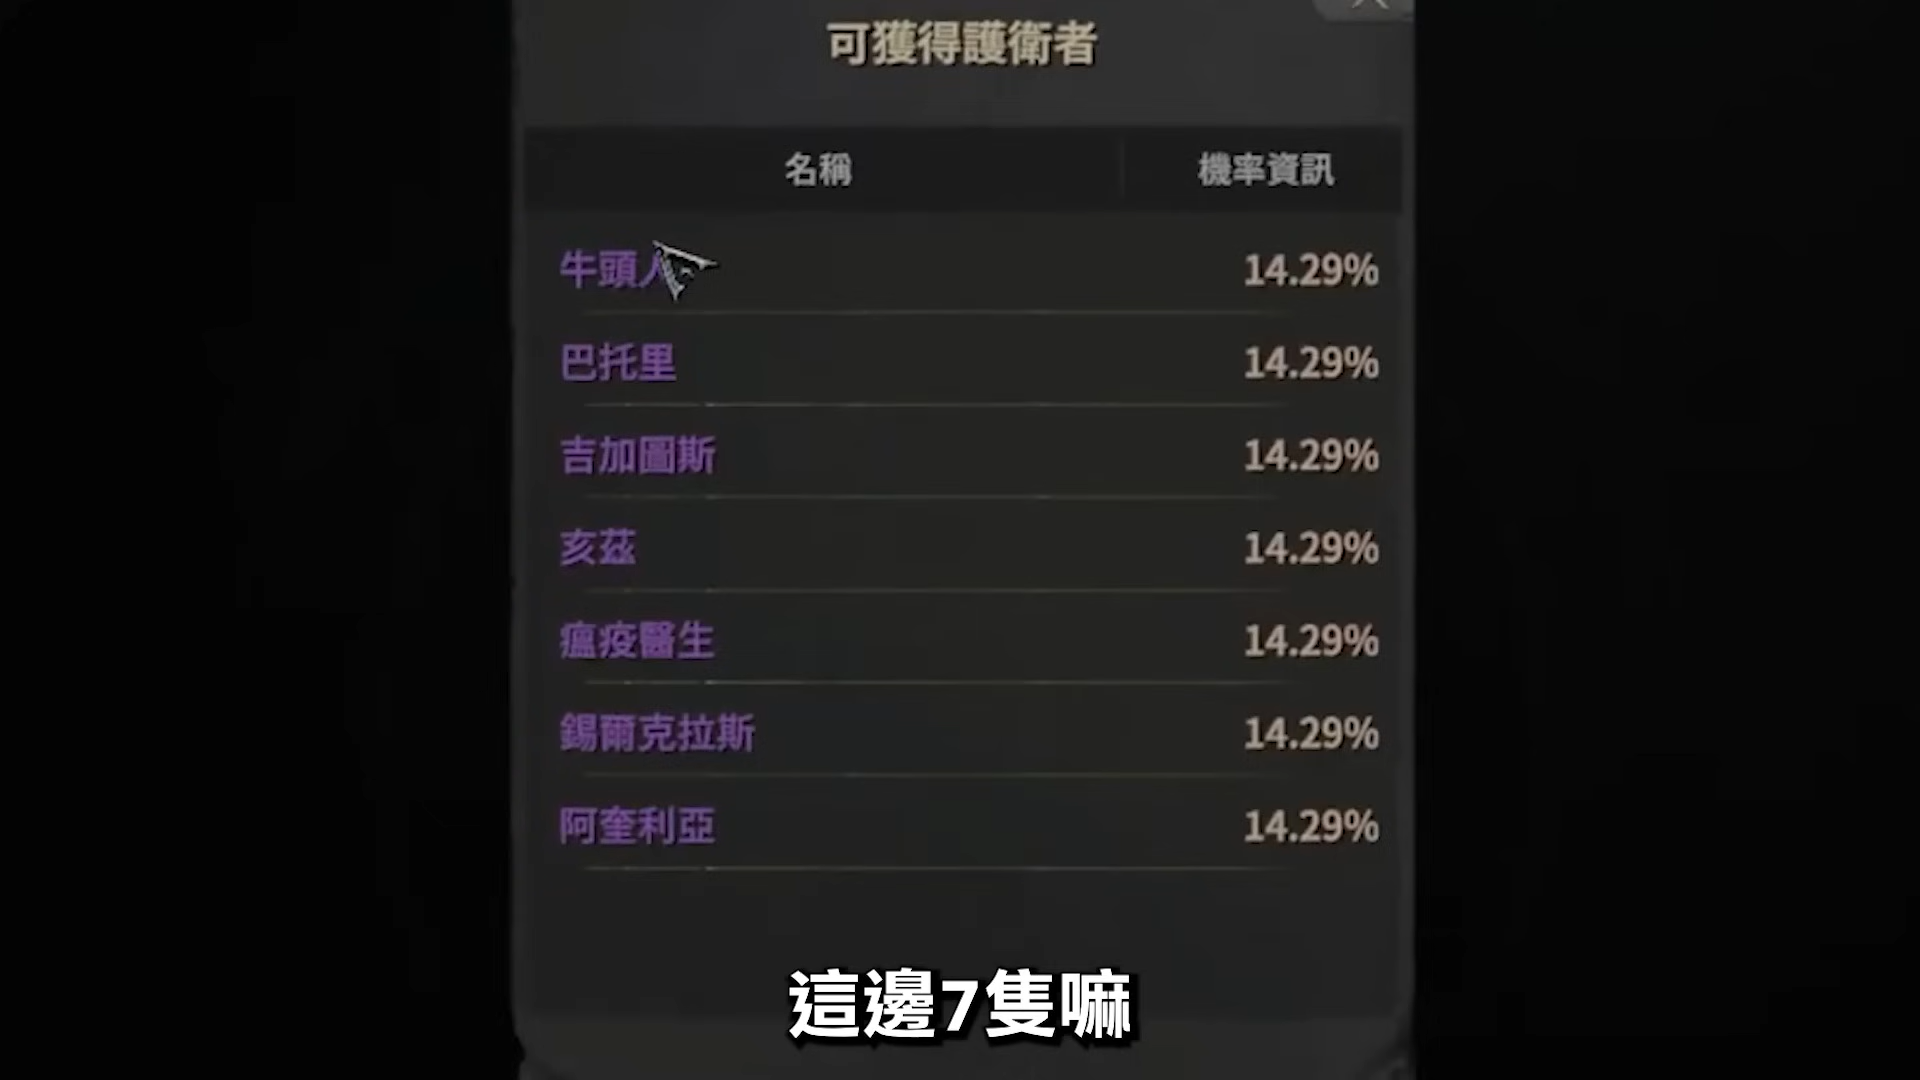 可獲得護衛者
名稱 機率資訊
牛頭人 14.29%
巴托里 14.29%
吉加圖斯 14.29%
亥茲 14.29%
瘟疫醫生 14.29%
錫爾克拉斯 14.29%
阿奎利亞 14.29%
這邊7隻嘛